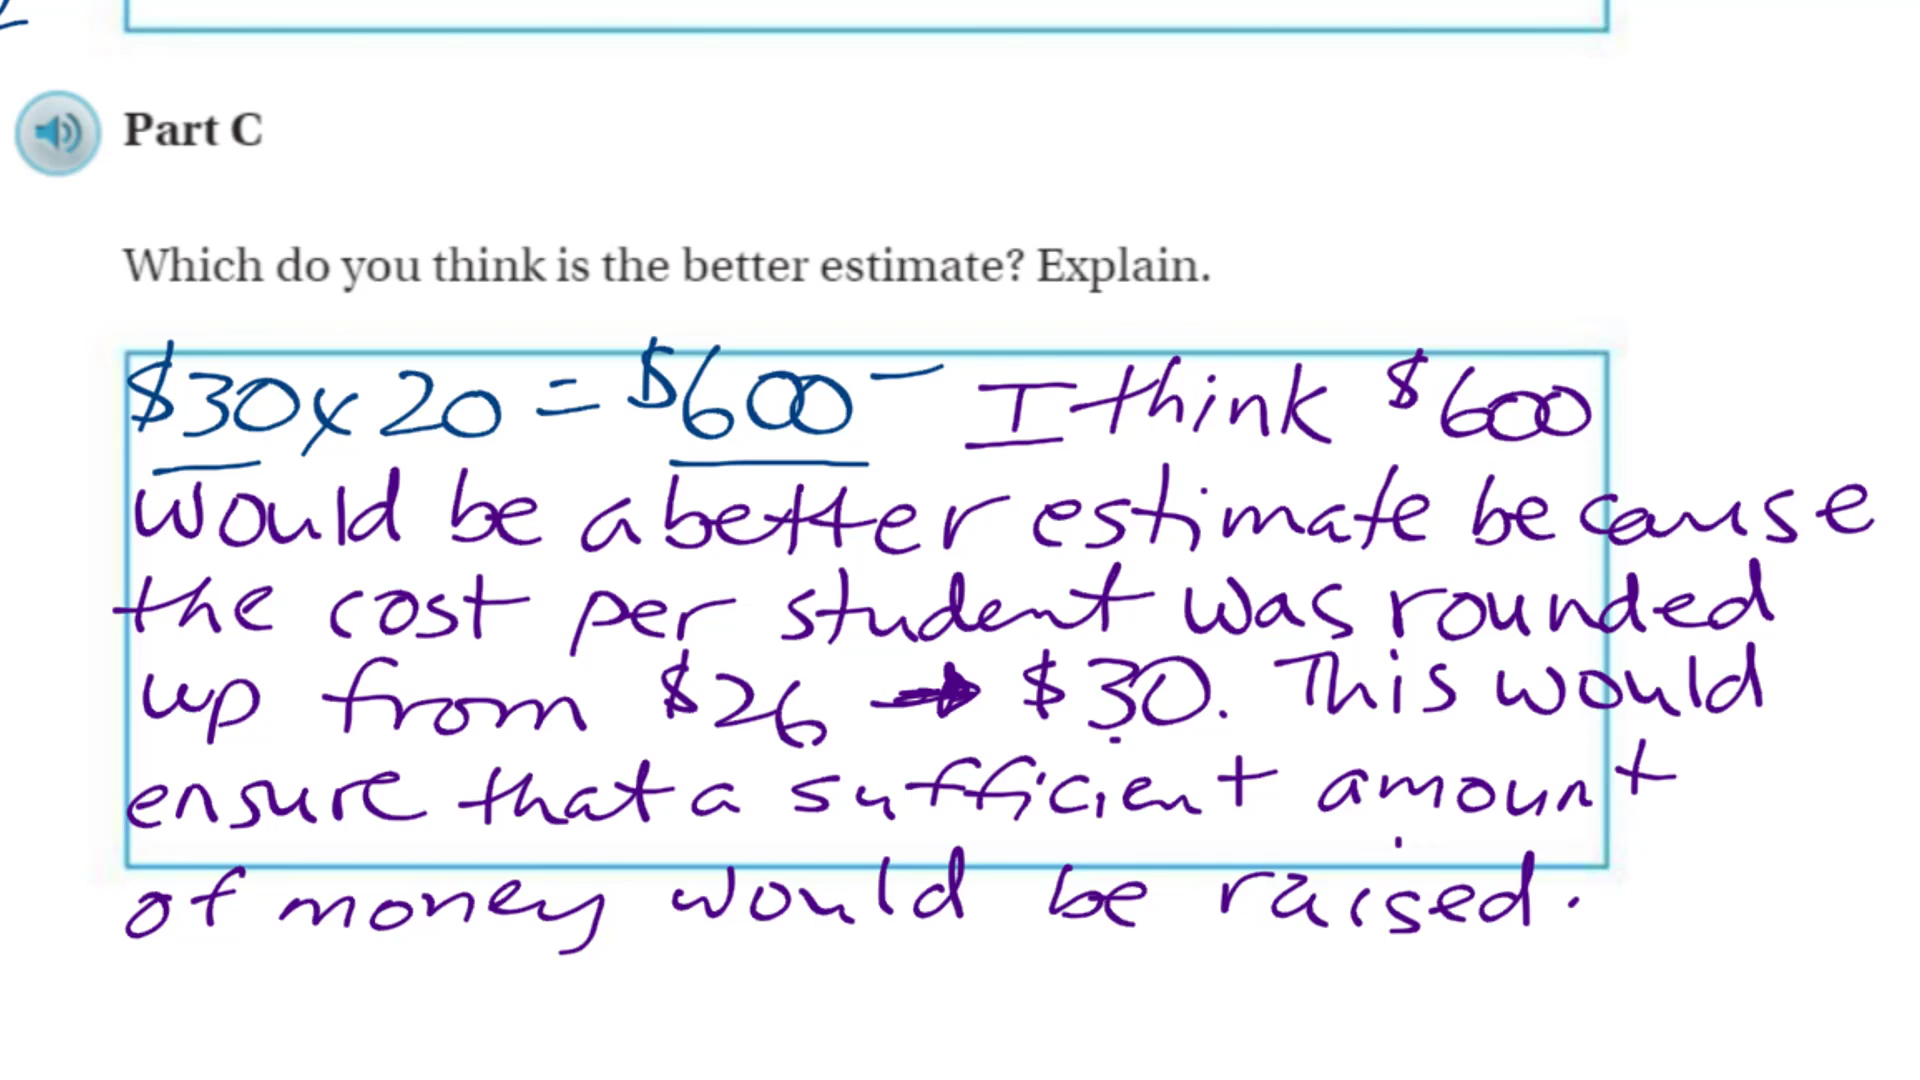 Part C
Which do you think is the better estimate? Explain.
$30 x 20 = $600 - I think $600
would be a better estimate because
the cost per student was rounded
up from $26 → $30. This would
ensure that a sufficient amount
of money would be raised.